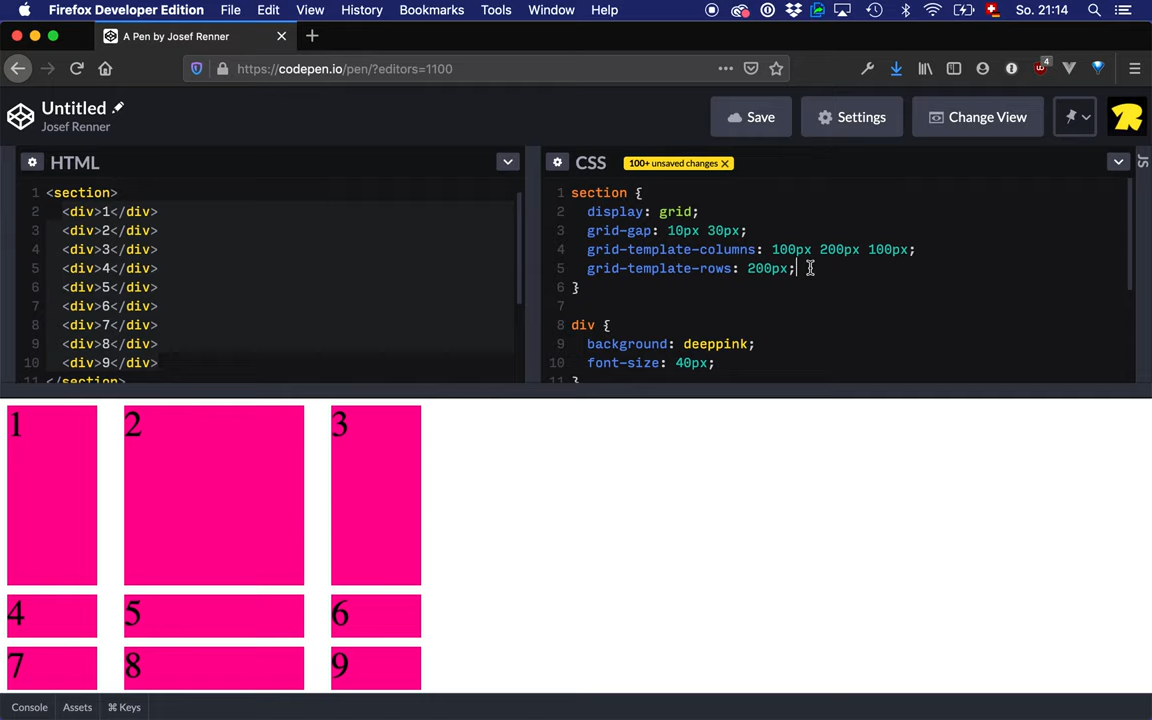 Firefox Developer Edition File Edit View History Bookmarks Tools Window Help So. 21:14
A Pen by Josef Renner
https://codepen.io/pen/?editors=1100
4
Untitled
Josef Renner
Save
Settings
Change View
HTML
CSS
100+ unsaved changes
JS
1 <section>
2 <div>1</div>
3 <div>2</div>
4 <div>3</div>
5 <div>4</div>
6 <div>5</div>
7 <div>6</div>
8 <div>7</div>
9 <div>8</div>
10 <div>9</div>
11 </section>
1 section {
2 display: grid;
3 grid-gap: 10px 30px;
4 grid-template-columns: 100px 200px 100px;
5 grid-template-rows: 200px;
6 }
7
8 div {
9 background: deeppink;
10 font-size: 40px;
11 }
1 2 3
4 5 6
7 8 9
Console Assets ⌘ Keys